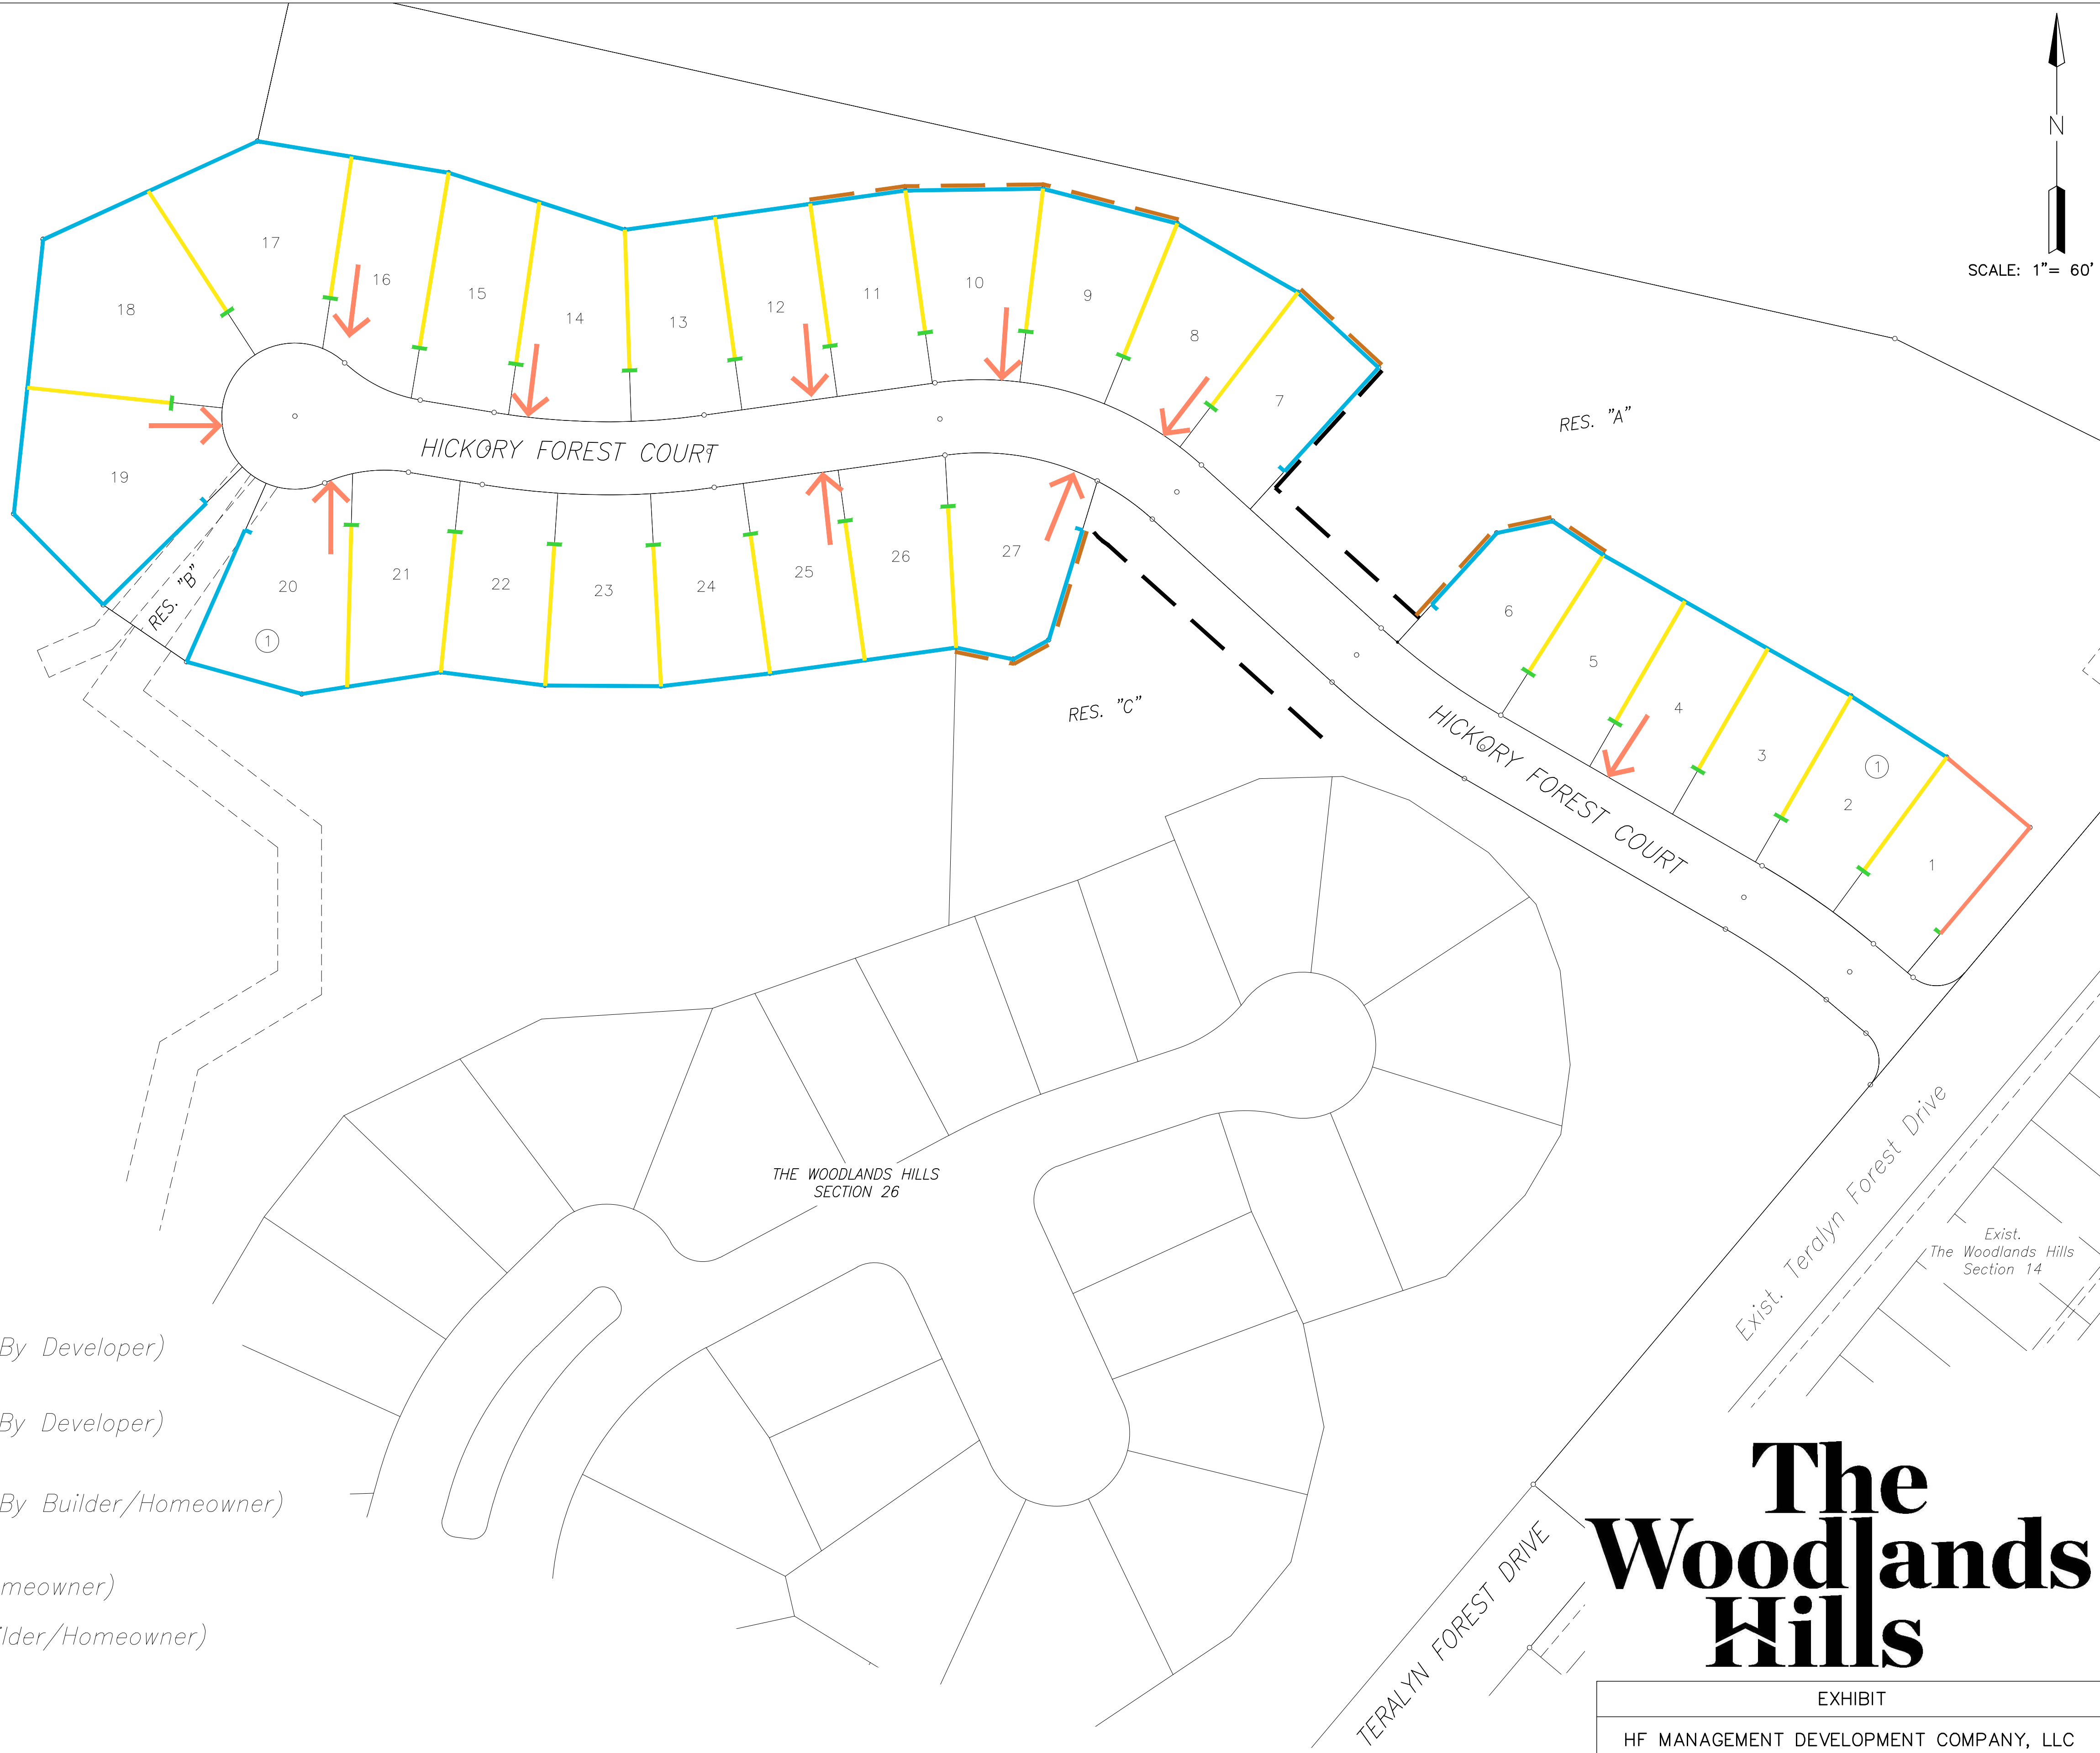 N
SCALE: 1"= 60'
17
16
15
14
13
12
11
10
9
8
7
18
19
RES. "A"
HICKORY FOREST COURT
20
21
22
23
24
25
26
27
1
RES. "B"
RES. "C"
6
5
4
3
2
1
1
HICKORY FOREST COURT
THE WOODLANDS HILLS
SECTION 26
Exist. Teralyn Forest Drive
Exist.
The Woodlands Hills
Section 14
By Developer)
By Developer)
By Builder/Homeowner)
meowner)
ilder/Homeowner)
TERALYN FOREST DRIVE
The
Woodlands
Hills
EXHIBIT
HF MANAGEMENT DEVELOPMENT COMPANY, LLC